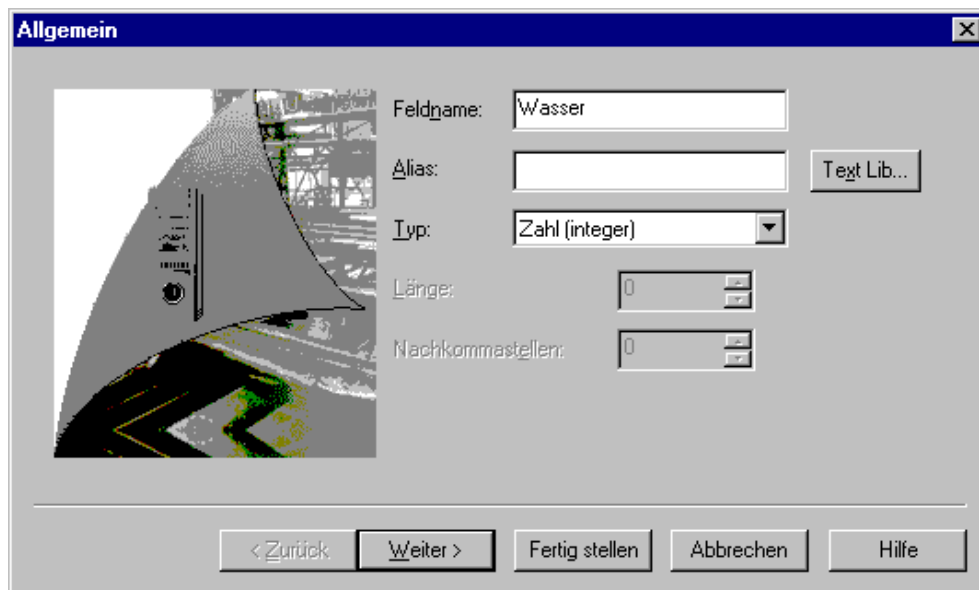 Allgemein
Feldname: Wasser
Alias: Text Lib...
Typ: Zahl (integer)
Länge: 0
Nachkommastellen: 0
< Zurück Weiter > Fertig stellen Abbrechen Hilfe